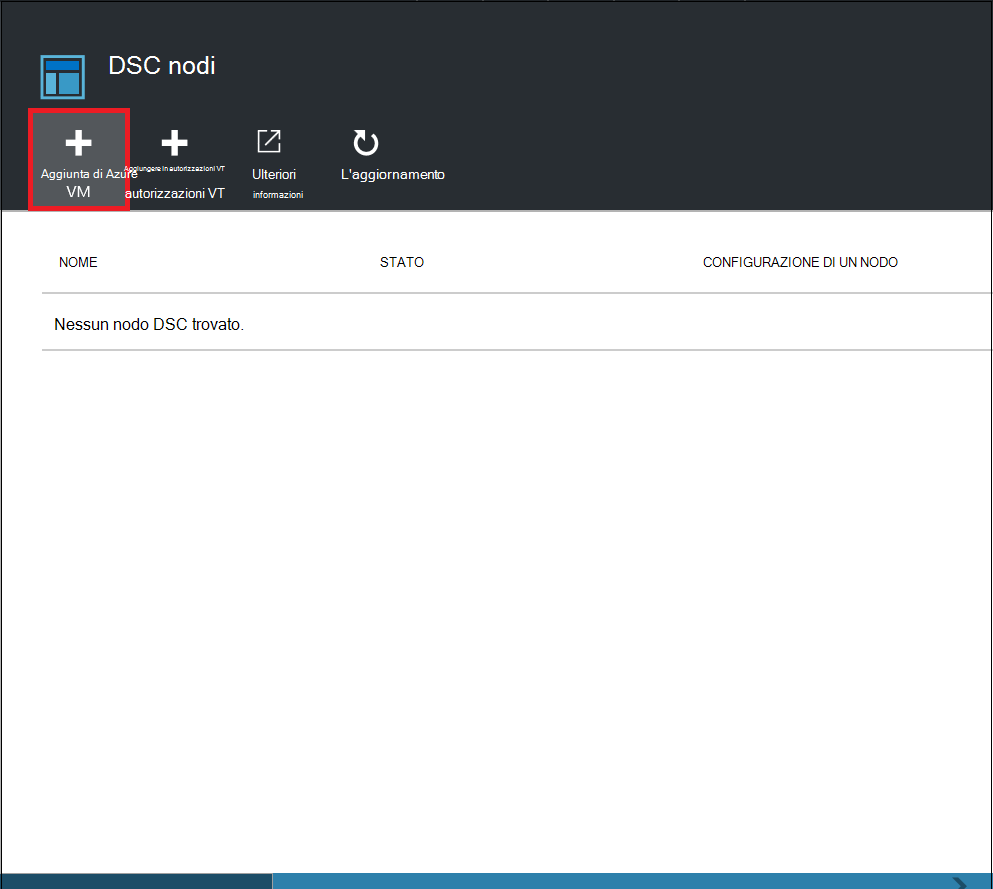 DSC nodi
Aggiunta di Azure
VM
Aggiungere in autorizzazioni VT
autorizzazioni VT
Ulteriori
informazioni
L'aggiornamento
NOME STATO CONFIGURAZIONE DI UN NODO
Nessun nodo DSC trovato.